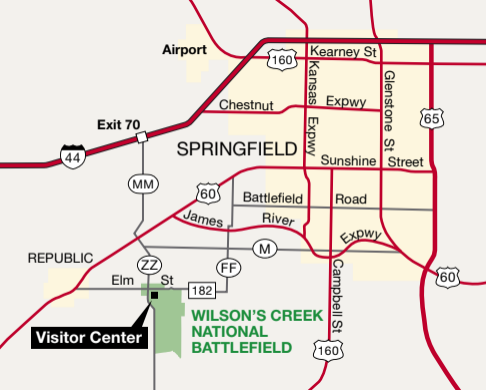 Airport
160
Kearney St
Kansas Expwy
Glenstone St
Chestnut Expwy
65
Exit 70
44
SPRINGFIELD
Sunshine Street
MM
60
Battlefield Road
James River Expwy
M
REPUBLIC
ZZ
FF
60
Elm St
182
Campbell St
WILSON'S CREEK
NATIONAL
BATTLEFIELD
Visitor Center
160